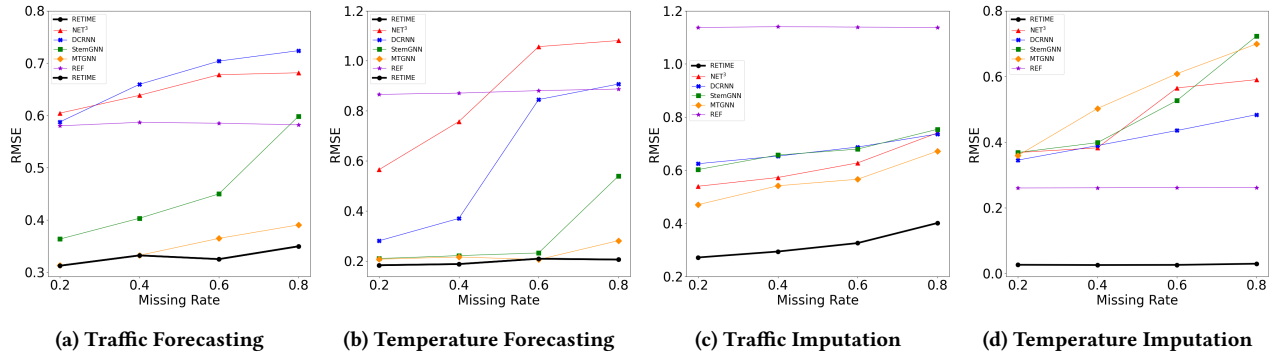 0.8
0.7
0.6
0.5
0.4
0.3
RMSE
RETIME
NET³
DCRNN
StemGNN
MTGNN
REF
RETIME
0.2 0.4 0.6 0.8
Missing Rate
(a) Traffic Forecasting
1.2
1.0
0.8
0.6
0.4
0.2
RMSE
RETIME
NET³
DCRNN
StemGNN
MTGNN
REF
RETIME
0.2 0.4 0.6 0.8
Missing Rate
(b) Temperature Forecasting
1.2
1.0
0.8
0.6
0.4
0.2
RMSE
RETIME
NET³
DCRNN
StemGNN
MTGNN
REF
0.2 0.4 0.6 0.8
Missing Rate
(c) Traffic Imputation
0.8
0.6
0.4
0.2
0.0
RMSE
RETIME
NET³
DCRNN
StemGNN
MTGNN
REF
0.2 0.4 0.6 0.8
Missing Rate
(d) Temperature Imputation